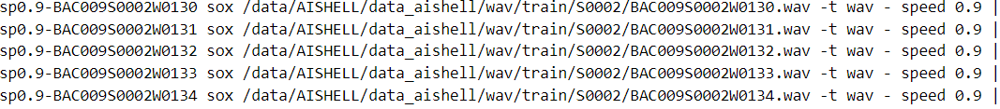 sp0.9-BAC009S0002W0130 sox /data/AISHELL/data_aishell/wav/train/S0002/BAC009S0002W0130.wav -t wav - speed 0.9 |
sp0.9-BAC009S0002W0131 sox /data/AISHELL/data_aishell/wav/train/S0002/BAC009S0002W0131.wav -t wav - speed 0.9 |
sp0.9-BAC009S0002W0132 sox /data/AISHELL/data_aishell/wav/train/S0002/BAC009S0002W0132.wav -t wav - speed 0.9 |
sp0.9-BAC009S0002W0133 sox /data/AISHELL/data_aishell/wav/train/S0002/BAC009S0002W0133.wav -t wav - speed 0.9 |
sp0.9-BAC009S0002W0134 sox /data/AISHELL/data_aishell/wav/train/S0002/BAC009S0002W0134.wav -t wav - speed 0.9 |